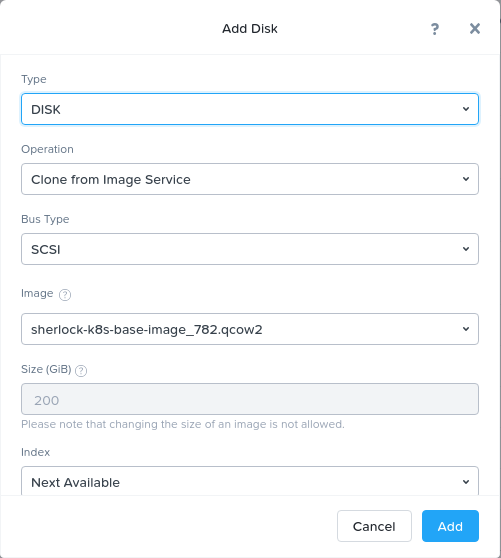 Add Disk
?
Type
DISK
Operation
Clone from Image Service
Bus Type
SCSI
Image ?
sherlock-k8s-base-image_782.qcow2
Size (GiB) ?
200
Please note that changing the size of an image is not allowed.
Index
Next Available
Cancel Add